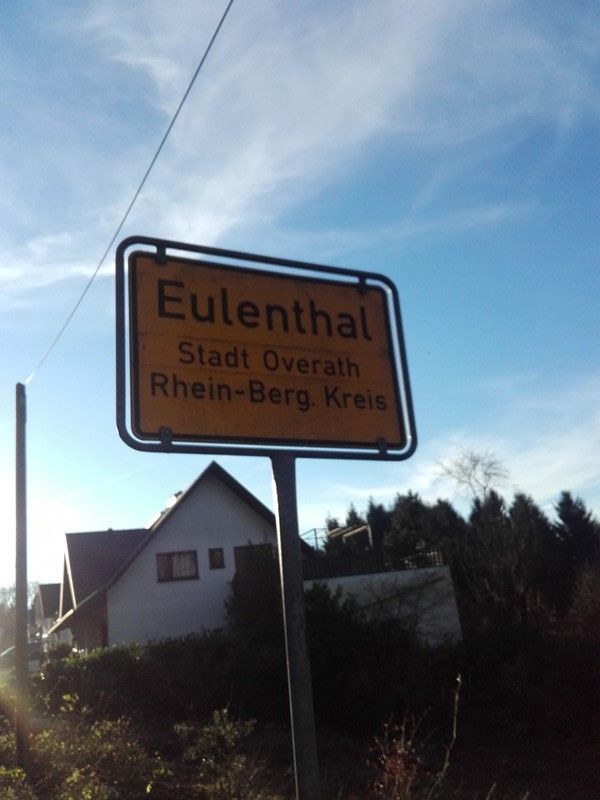 Eulenthal
Stadt Overath
Rhein-Berg. Kreis